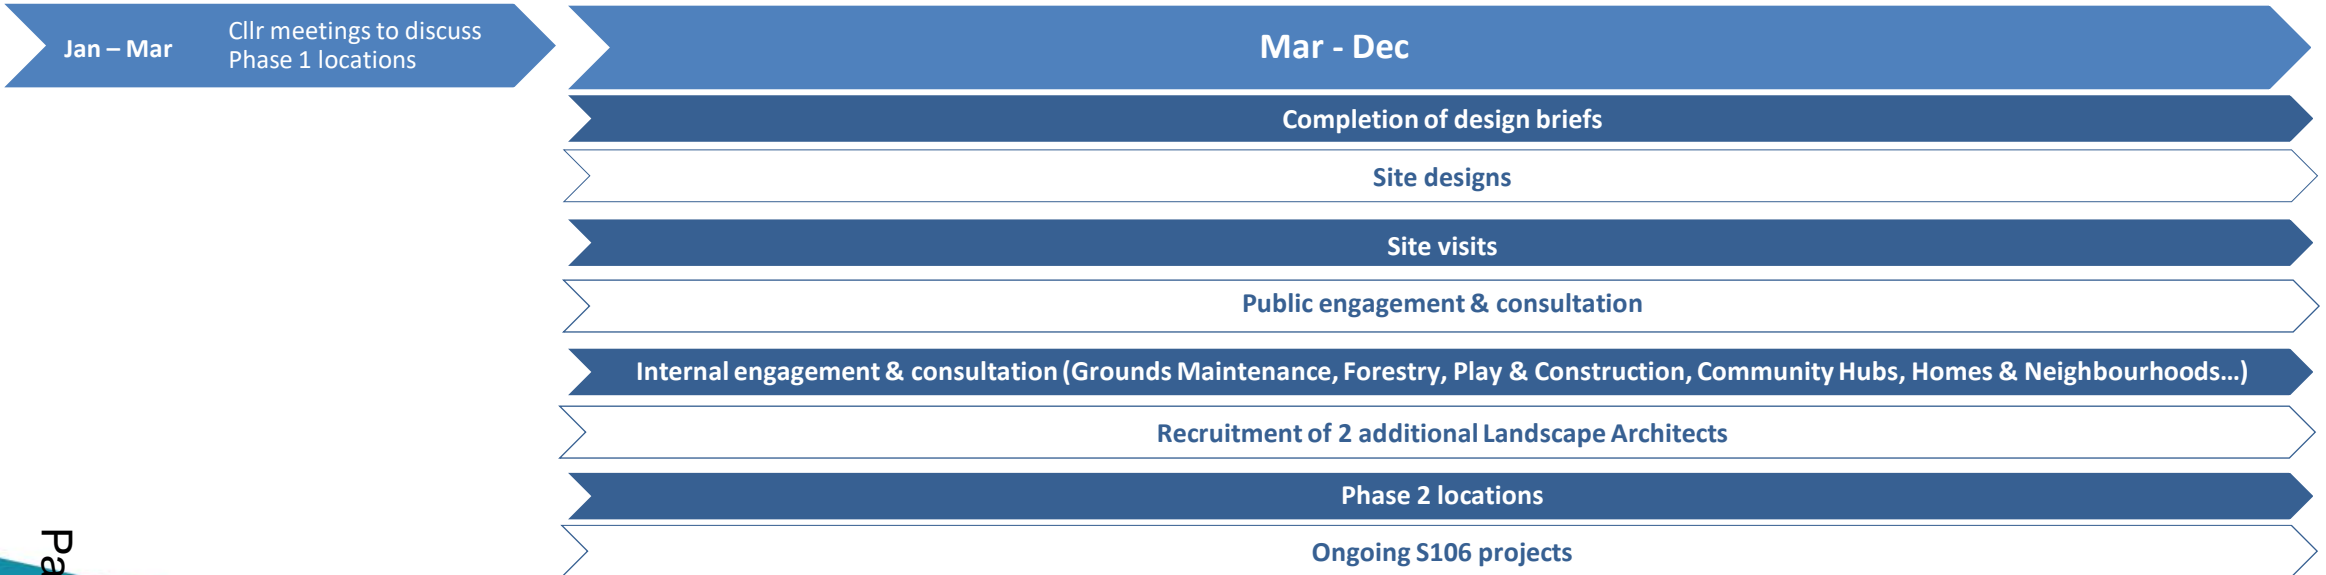 Jan – Mar
Cllr meetings to discuss
Phase 1 locations
Mar - Dec
Completion of design briefs
Site designs
Site visits
Public engagement & consultation
Internal engagement & consultation (Grounds Maintenance, Forestry, Play & Construction, Community Hubs, Homes & Neighbourhoods…)
Recruitment of 2 additional Landscape Architects
Phase 2 locations
Ongoing S106 projects